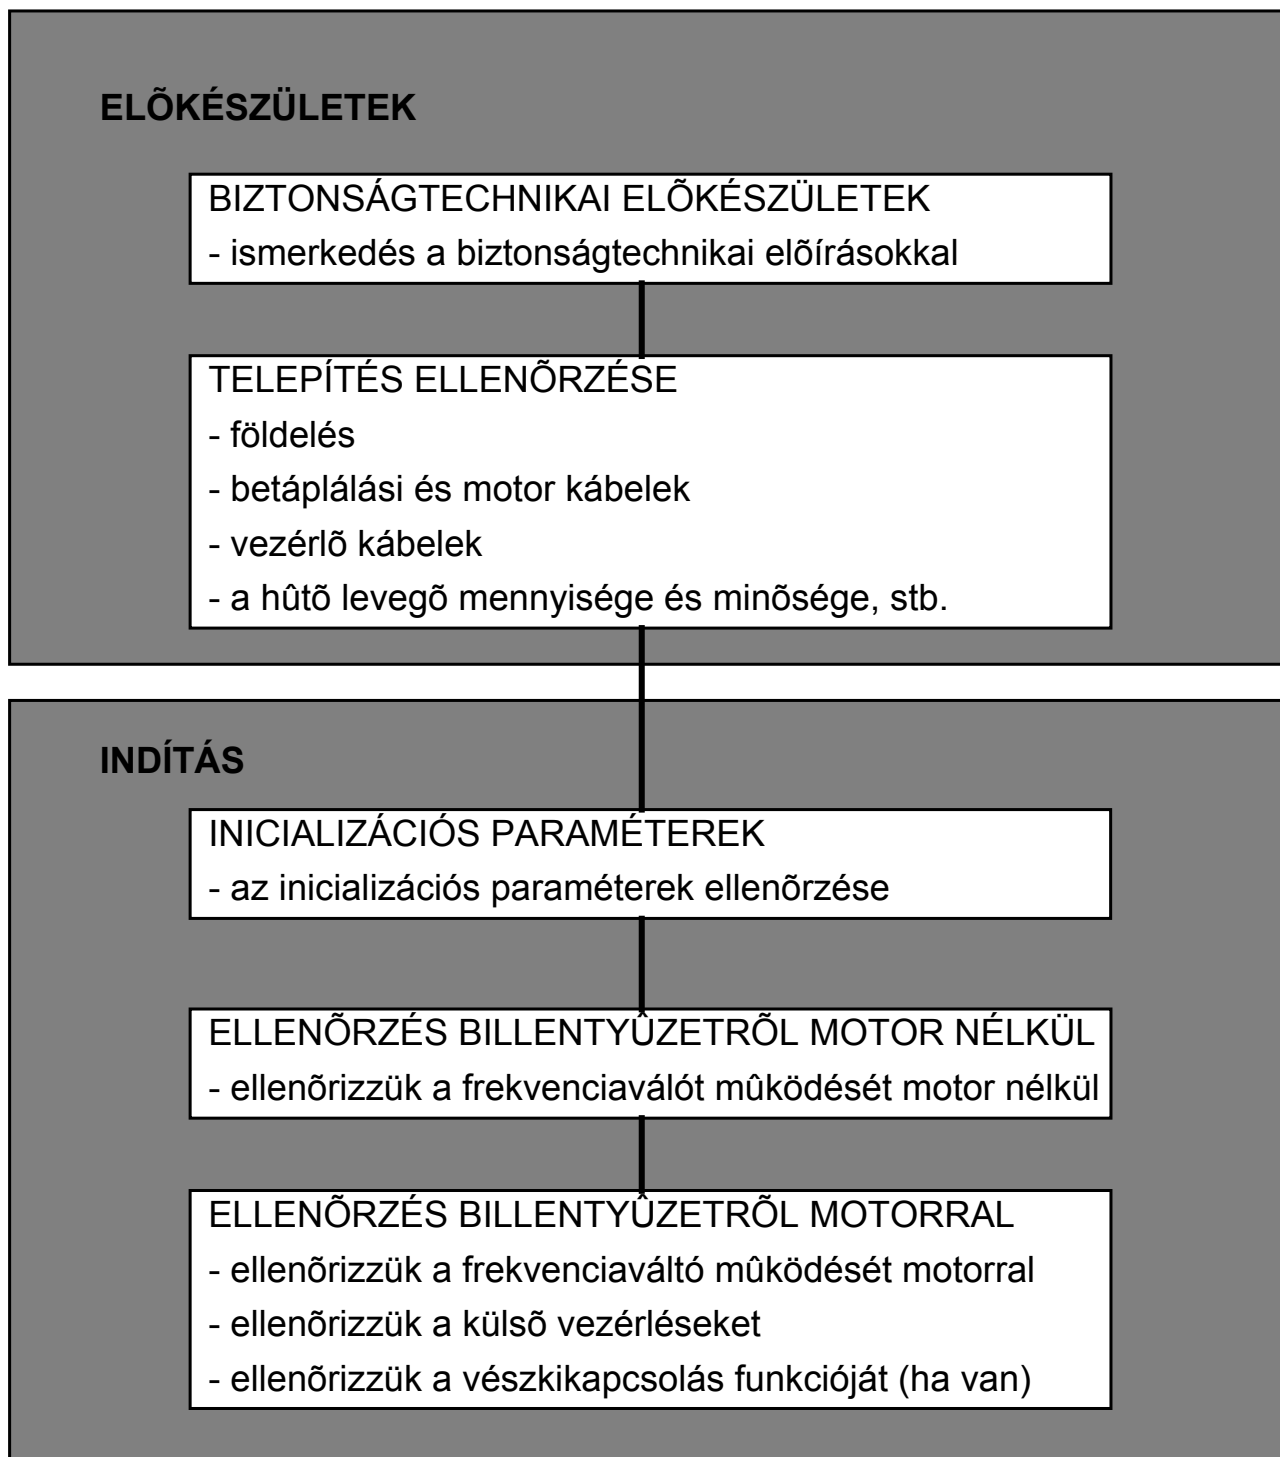 ELÕKÉSZÜLETEK
BIZTONSÁGTECHNIKAI ELÕKÉSZÜLETEK
- ismerkedés a biztonságtechnikai elõírásokkal
TELEPÍTÉS ELLENÕRZÉSE
- földelés
- betáplálási és motor kábelek
- vezérlõ kábelek
- a hûtõ levegõ mennyisége és minõsége, stb.
INDÍTÁS
INICIALIZÁCIÓS PARAMÉTEREK
- az inicializációs paraméterek ellenõrzése
ELLENÕRZÉS BILLENTYÛZETRÕL MOTOR NÉLKÜL
- ellenõrizzük a frekvenciaválót mûködését motor nélkül
ELLENÕRZÉS BILLENTYÛZETRÕL MOTORRAL
- ellenõrizzük a frekvenciaváltó mûködését motorral
- ellenõrizzük a külsõ vezérléseket
- ellenõrizzük a vészkikapcsolás funkcióját (ha van)